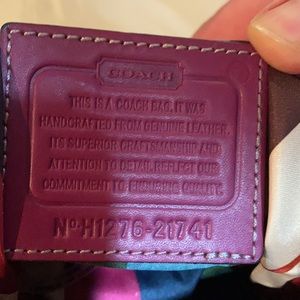 COACH
THIS IS A COACH BAG. IT WAS
HANDCRAFTED FROM GENUINE LEATHER.
ITS SUPERIOR CRAFTSMANSHIP AND
ATTENTION TO DETAIL REFLECT OUR
COMMITMENT TO ENDURING QUALITY.
Nº H1276-21741